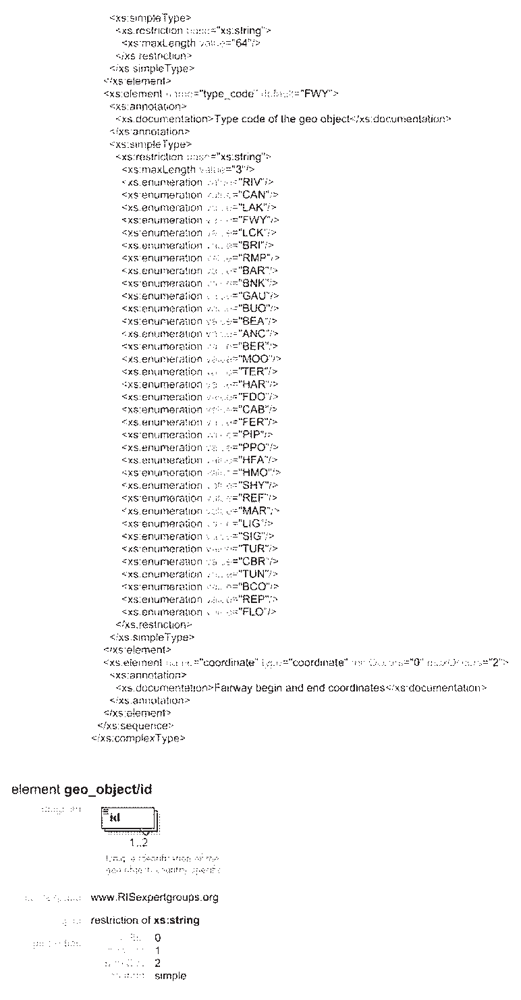 <xs:simpleType>
<xs:restriction base="xs:string">
<xs:maxLength value="64"/>
</xs:restriction>
</xs:simpleType>
</xs:element>
<xs:element name="type_code" default="FWY">
<xs:annotation>
<xs:documentation>Type code of the geo object</xs:documentation>
</xs:annotation>
<xs:simpleType>
<xs:restriction base="xs:string">
<xs:maxLength value="3"/>
<xs:enumeration value="RIV"/>
<xs:enumeration value="CAN"/>
<xs:enumeration value="LAK"/>
<xs:enumeration value="FWY"/>
<xs:enumeration value="LCK"/>
<xs:enumeration value="BRI"/>
<xs:enumeration value="RMP"/>
<xs:enumeration value="BAR"/>
<xs:enumeration value="BNK"/>
<xs:enumeration value="GAU"/>
<xs:enumeration value="BUO"/>
<xs:enumeration value="BEA"/>
<xs:enumeration value="ANC"/>
<xs:enumeration value="BER"/>
<xs:enumeration value="MOO"/>
<xs:enumeration value="TER"/>
<xs:enumeration value="HAR"/>
<xs:enumeration value="FDO"/>
<xs:enumeration value="CAB"/>
<xs:enumeration value="FER"/>
<xs:enumeration value="PIP"/>
<xs:enumeration value="PPO"/>
<xs:enumeration value="HFA"/>
<xs:enumeration value="HMO"/>
<xs:enumeration value="SHY"/>
<xs:enumeration value="REF"/>
<xs:enumeration value="MAR"/>
<xs:enumeration value="LIG"/>
<xs:enumeration value="SIG"/>
<xs:enumeration value="TUR"/>
<xs:enumeration value="CBR"/>
<xs:enumeration value="TUN"/>
<xs:enumeration value="BCO"/>
<xs:enumeration value="REP"/>
<xs:enumeration value="FLO"/>
</xs:restriction>
</xs:simpleType>
</xs:element>
<xs:element name="coordinate" type="coordinate" minOccurs="0" maxOccurs="2">
<xs:annotation>
<xs:documentation>Fairway begin and end coordinates</xs:documentation>
</xs:annotation>
</xs:element>
</xs:sequence>
</xs:complexType>
element geo_object/id
diagram
id
1..2
Unique identification of the
geo object, country specific
namespace www.RISexpertgroups.org
type restriction of xs:string
properties
0
1
2
simple